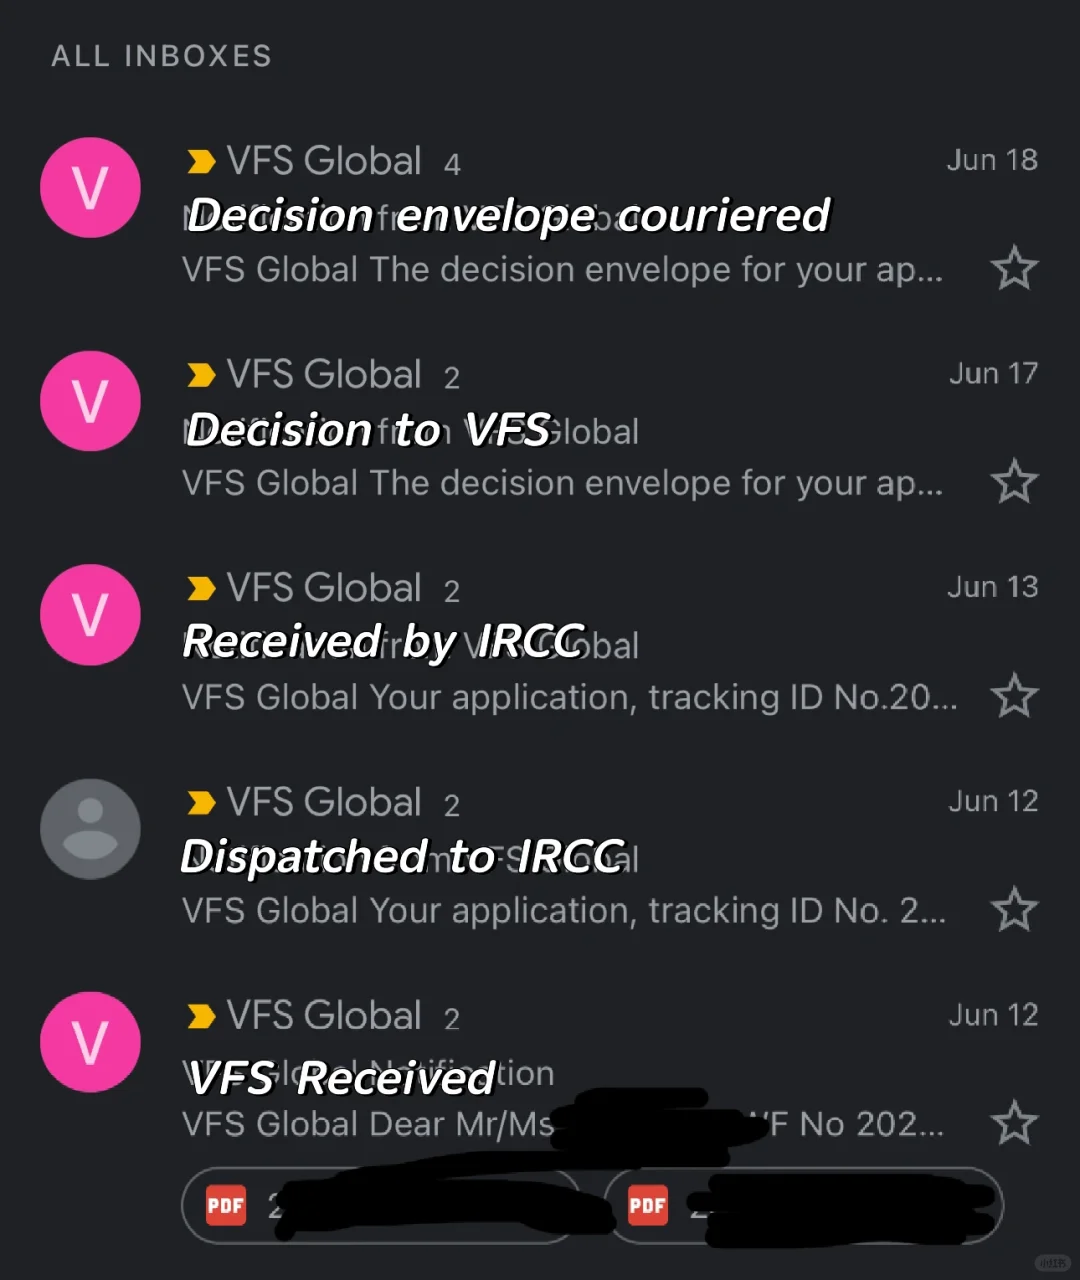 ALL INBOXES
V
VFS Global 4
Jun 18
Decision envelope couriered
VFS Global The decision envelope for your ap...
V
VFS Global 2
Jun 17
Decision to VFS
Global
VFS Global The decision envelope for your ap...
V
VFS Global 2
Jun 13
Received by IRCC
VFS Global Your application, tracking ID No.20...
VFS Global 2
Jun 12
Dispatched to IRCC
VFS Global Your application, tracking ID No. 2...
V
VFS Global 2
Jun 12
VFS Received
VFS Global Dear Mr/Ms
F No 202...
PDF
PDF